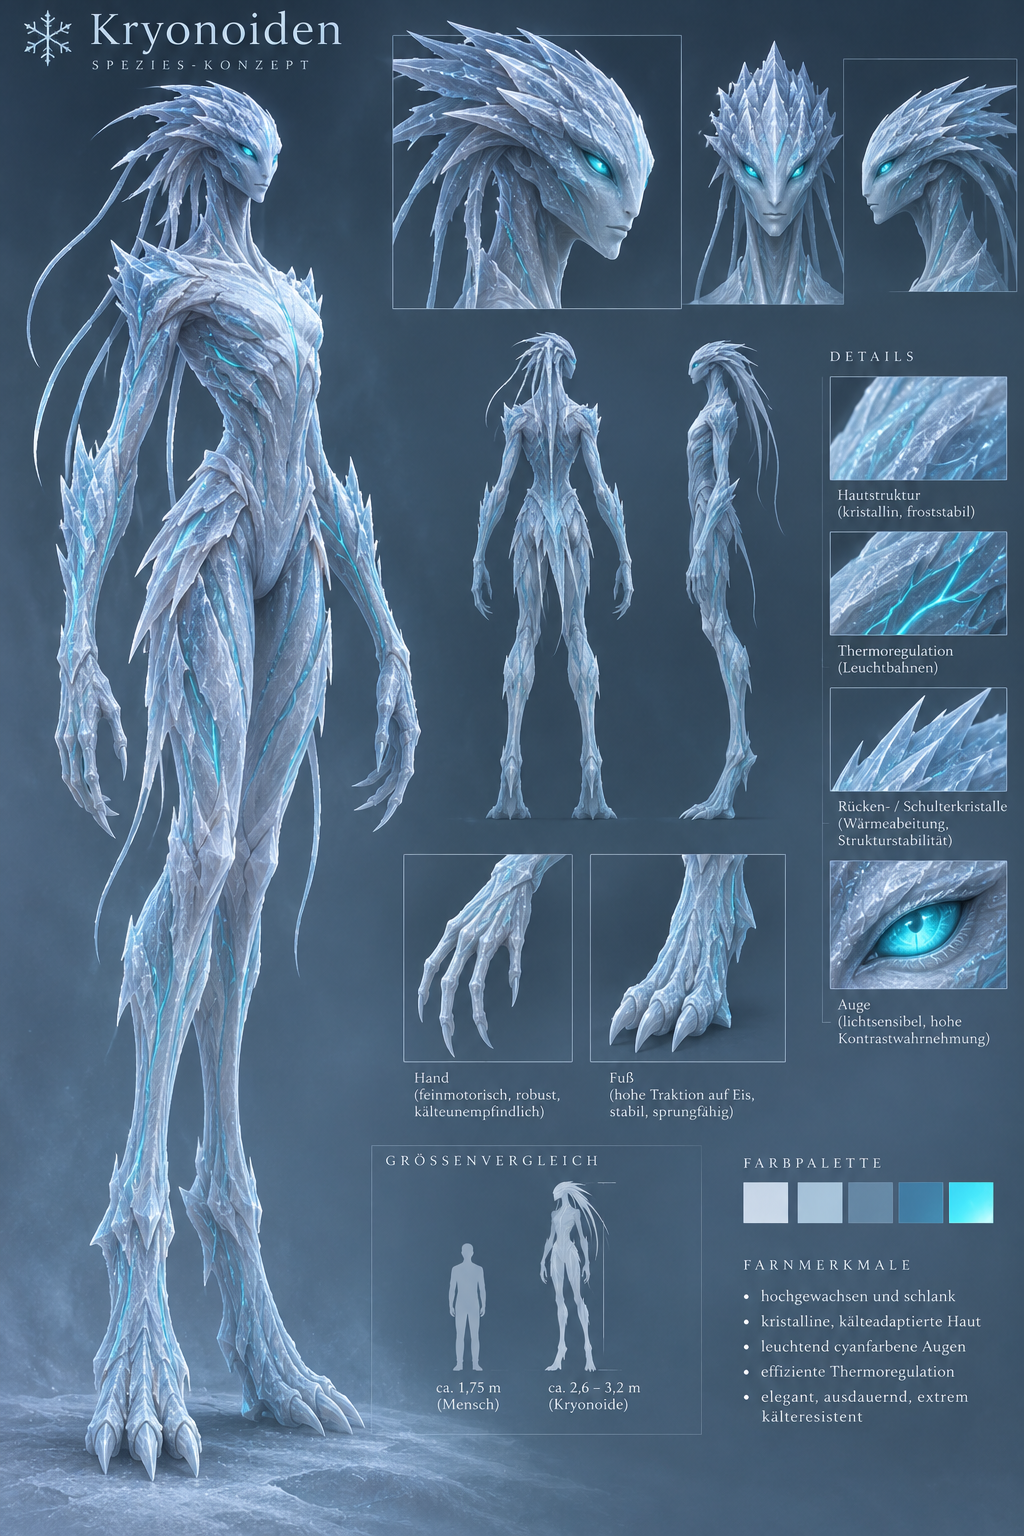 Kryonoiden
SPEZIES-KONZEPT
DETAILS
Hautstruktur
(kristallin, froststabil)
Thermoregulation
(Leuchtbahnen)
Rücken- / Schulterkristalle
(Wärmeabeitung,
Strukturstabilität)
Auge
(lichtsensibel, hohe
Kontrastwahrnehmung)
Hand
(feinmotorisch, robust,
kälteunempfindlich)
Fuß
(hohe Traktion auf Eis,
stabil, sprungfähig)
GRÖSSENVERGLEICH
ca. 1,75 m
(Mensch)
ca. 2,6 – 3,2 m
(Kryonoide)
FARBPALETTE
FARNMERKMALE
• hochgewachsen und schlank
• kristalline, kälteadaptierte Haut
• leuchtend cyanfarbene Augen
• effiziente Thermoregulation
• elegant, ausdauernd, extrem
kälteresistent